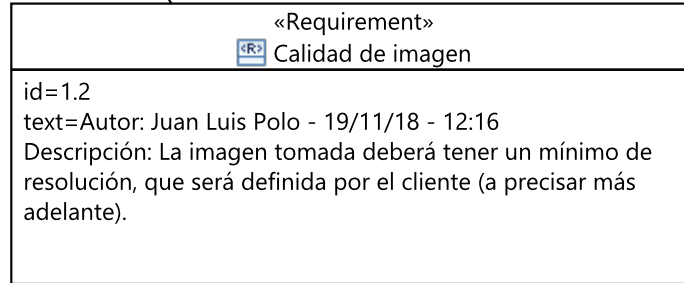 «Requirement»
<R> Calidad de imagen
id=1.2
text=Autor: Juan Luis Polo - 19/11/18 - 12:16
Descripción: La imagen tomada deberá tener un mínimo de
resolución, que será definida por el cliente (a precisar más
adelante).